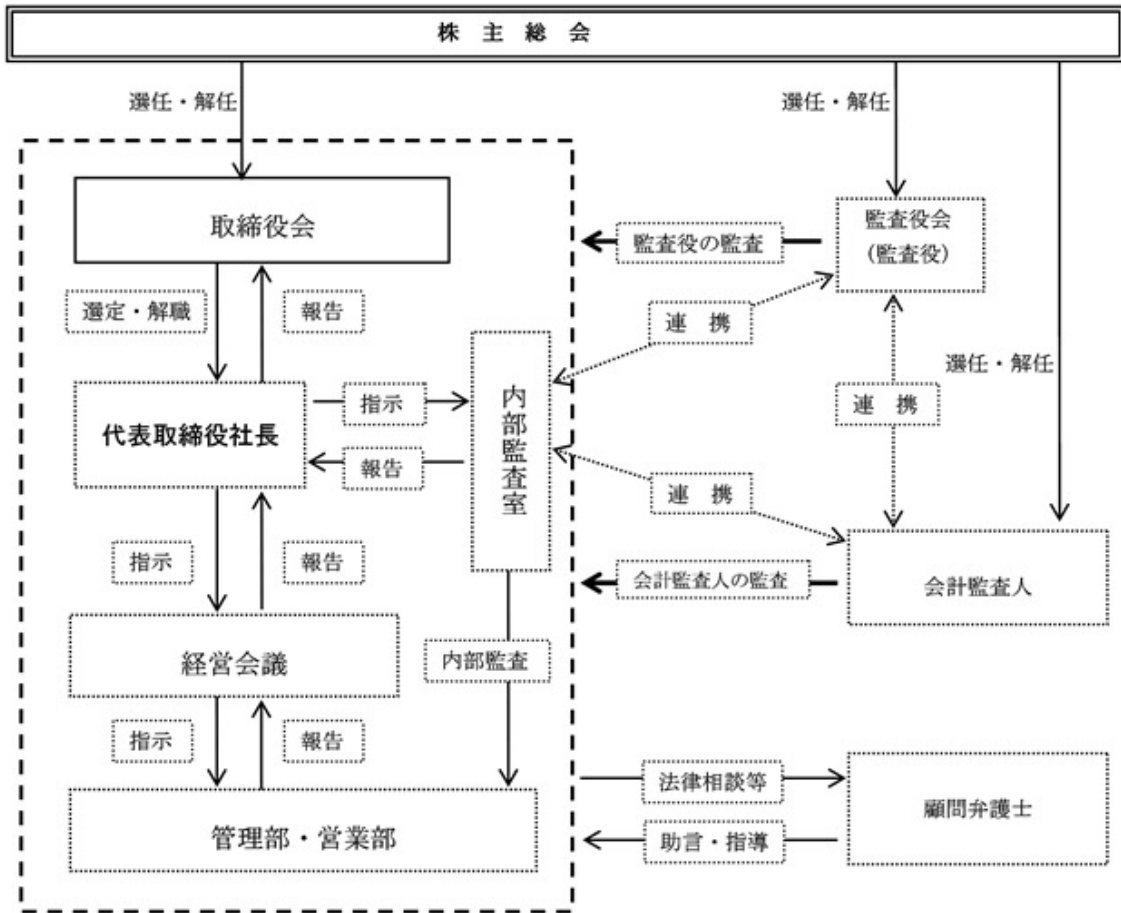 株 主 総 会
選任・解任
選任・解任
取締役会
監査役会
(監査役)
監査役の監査
選定・解職
報告
連 携
選任・解任
指示
内部監査室
連 携
代表取締役社長
報告
連 携
指示
報告
会計監査人の監査
会計監査人
経営会議
内部監査
指示
報告
法律相談等
顧問弁護士
管理部・営業部
助言・指導